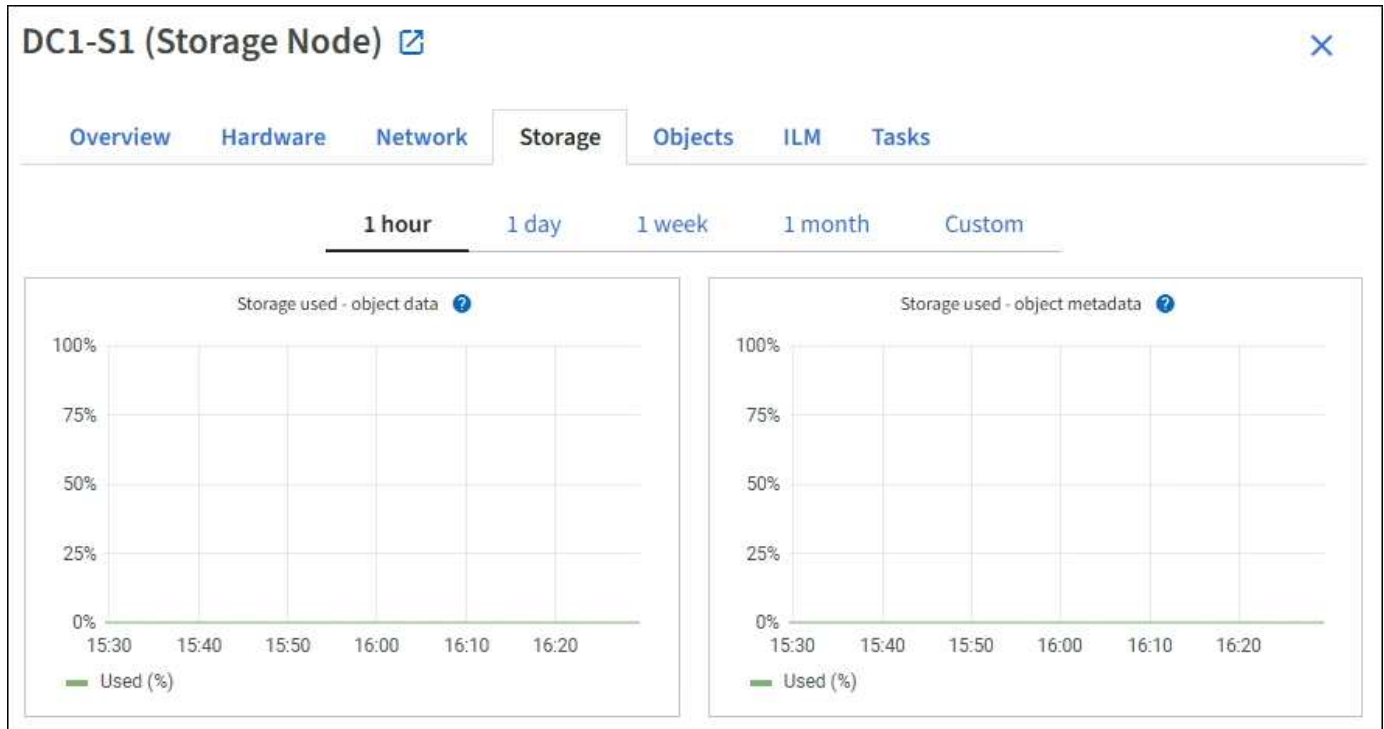 DC1-S1 (Storage Node)
Overview Hardware Network Storage Objects ILM Tasks
1 hour 1 day 1 week 1 month Custom
Storage used - object data ?
100%
75%
50%
25%
0%
15:30 15:40 15:50 16:00 16:10 16:20
Used (%)
Storage used - object metadata ?
100%
75%
50%
25%
0%
15:30 15:40 15:50 16:00 16:10 16:20
Used (%)